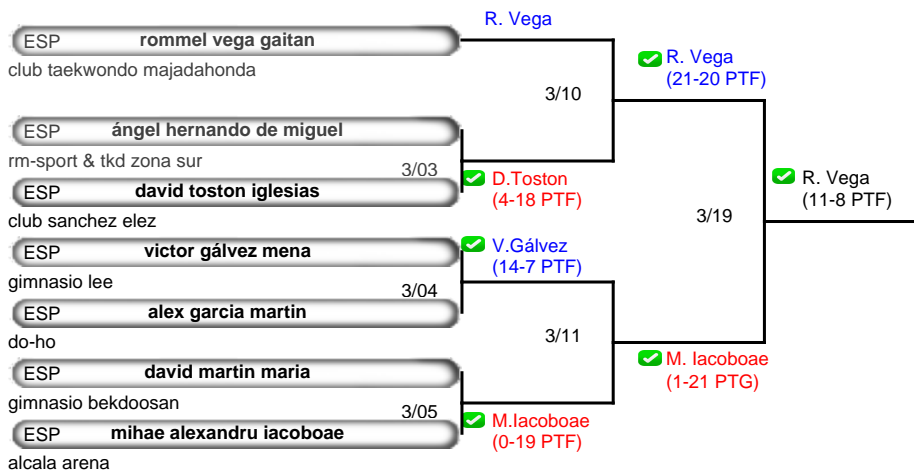 ESP rommel vega gaitan
club taekwondo majadahonda
ESP ángel hernando de miguel
rm-sport & tkd zona sur
ESP david toston iglesias
club sanchez elez
ESP victor gálvez mena
gimnasio lee
ESP alex garcia martin
do-ho
ESP david martin maria
gimnasio bekdoosan
ESP mihae alexandru iacoboae
alcala arena
3/03
3/04
3/05
R. Vega
D.Toston
(4-18 PTF)
V.Gálvez
(14-7 PTF)
M.Iacoboae
(0-19 PTF)
3/10
3/11
R. Vega
(21-20 PTF)
M. Iacoboae
(1-21 PTG)
3/19
R. Vega
(11-8 PTF)